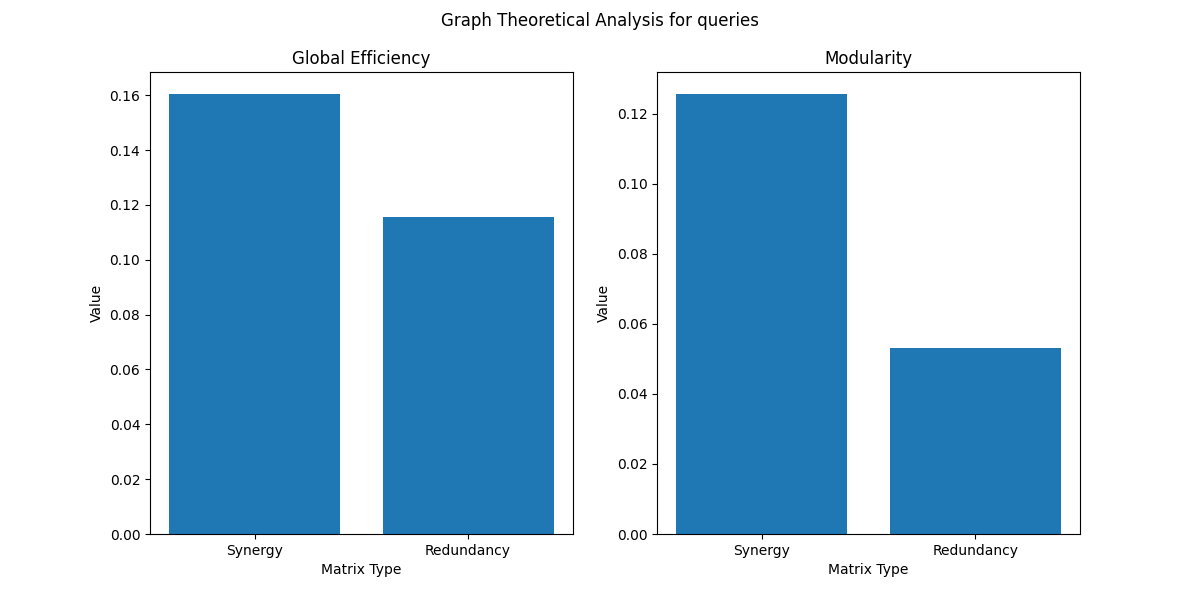 Graph Theoretical Analysis for queries
Global Efficiency
0.16
0.14
0.12
0.10
0.08
0.06
0.04
0.02
0.00
Value
Synergy
Redundancy
Matrix Type
Modularity
0.12
0.10
0.08
0.06
0.04
0.02
0.00
Value
Synergy
Redundancy
Matrix Type